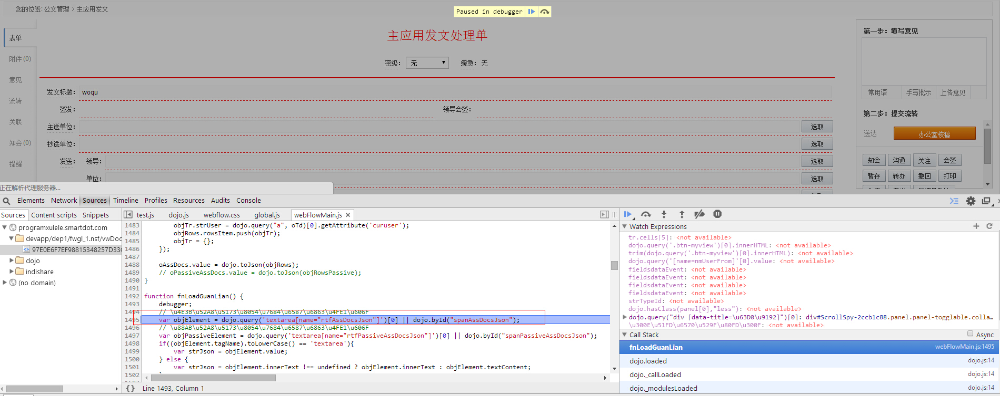 您的位置: 公文管理 > 主应用发文
Paused in debugger
表单
附件 (0)
意见
流转
关联
知会 (0)
提醒
主应用发文处理单
密级: 无 缓急: 无
发文标题: woqu
签发: 领导会签:
主送单位: 选取
抄送单位: 选取
发送: 领导: 选取
单位: 选取
第一步: 填写意见
常用语 手写批示 上传意见
第二步: 提交流转
送达 办公室核稿
知会 沟通 关注 会签
暂存 转办 撤回 打印
正在解析代理服务器...
Elements Network Sources Timeline Profiles Resources Audits Console
Sources Content scripts Snippets
programxulele.smartdot.com
devapp/dep1/fwgl_1.nsf/vwDoc
97E0E6F7EF98815348257D33
dojo
indishare
(no domain)
test.js dojo.js webflow.css global.js webFlowMain.js ×
1483 objTr.strUser = dojo.query("a", oTd)[0].getAttribute('curuser');
1484 objRows.rowsItem.push(objTr);
1485 objTr = {};
1486 });
1487
1488 oAssDocs.value = dojo.toJson(objRows);
1489 // oPassiveAssDocs.value = dojo.toJson(objRowsPassive);
1490 }
1491
1492 function fnLoadGuanLian() {
1493 debugger;
1494 // \u4E3B\u52A8\u5173\u8054\u7684\u6587\u6863\u4FE1\u606F
1495 var objElement = dojo.query('textarea[name="rtfAssDocsJson"]')[0] || dojo.byId("spanAssDocsJson");
1496 // \u88AB\u52A8\u5173\u8054\u7684\u6587\u6863\u4FE1\u606F
1497 var objPassiveElement = dojo.query('textarea[name="rtfPassiveAssDocsJson"]')[0] || dojo.byId("spanPassiveAssDocsJson");
1498 if((objElement.tagName).toLowerCase() == 'textarea'){
1499 var strJson = objElement.value;
1500 } else {
1501 var strJson = objElement.innerText !== undefined ? objElement.innerText : objElement.textContent;
1502
{} Line 1493, Column 1
Watch Expressions
tr.cells[5]: <not available>
dojo.query('.btn-myview')[0].innerHTML: <not available>
trim(dojo.query('.btn-myview')[0].innerHTML): <not available>
dojo.query('[name=nmUserFrom]'[0].value: <not available>
fieldsdataEvent: <not available>
fieldsdataEvent: <not available>
fieldsdataEvent: <not available>
fieldsdataEvent: <not available>
strTypeId: <not available>
dojo.hasClass(panel[0],"less"): <not available>
dojo.query("div [data-title=\u63D0\u9192]")[0]: div#ScrollSpy-2ccb1c88.panel.panel-togglable.colla…
\u300E\u51FD\u6570\u529F\u80FD\u300F: <not available>
Call Stack Async
fnLoadGuanLian webFlowMain.js:1495
dojo.loaded dojo.js:14
dojo._callLoaded dojo.js:14
dojo._modulesLoaded dojo.js:14